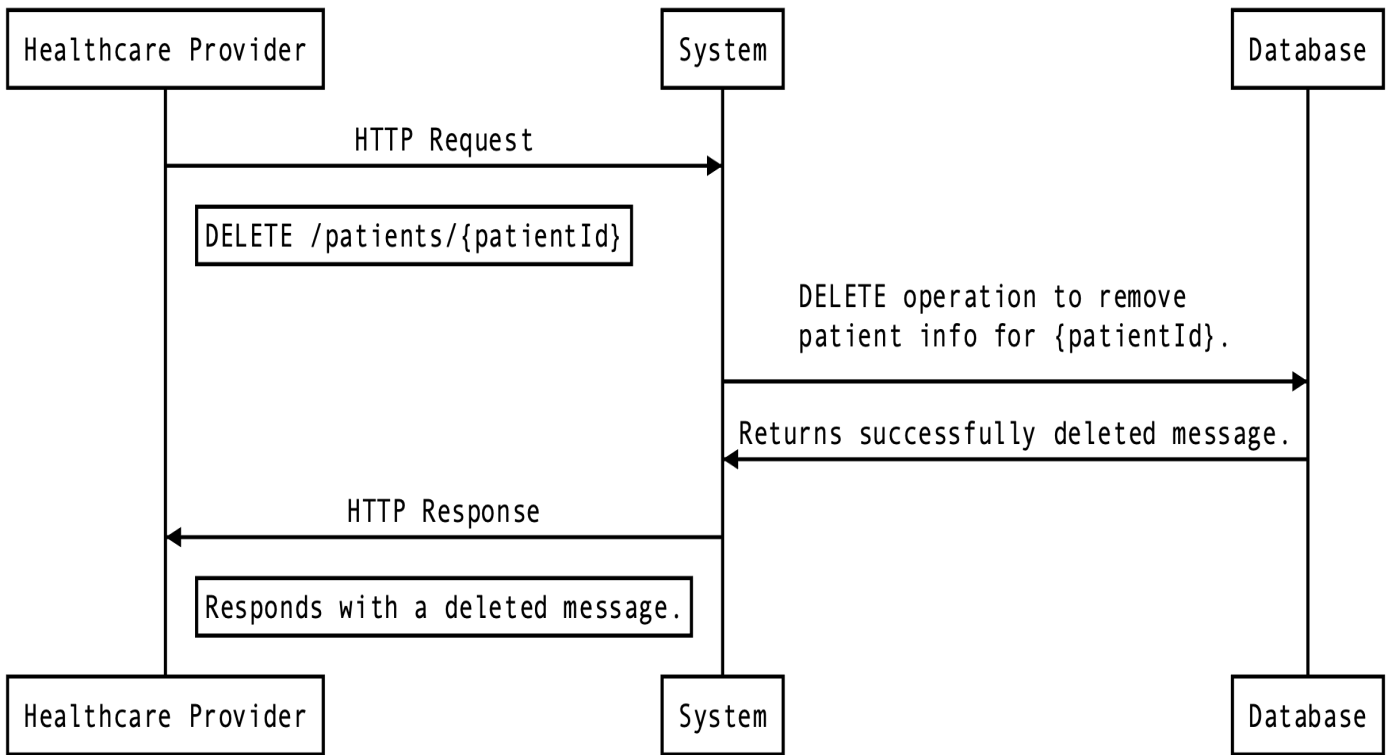 Healthcare Provider
System
Database
HTTP Request
DELETE /patients/{patientId}
DELETE operation to remove
patient info for {patientId}.
Returns successfully deleted message.
HTTP Response
Responds with a deleted message.
Healthcare Provider
System
Database